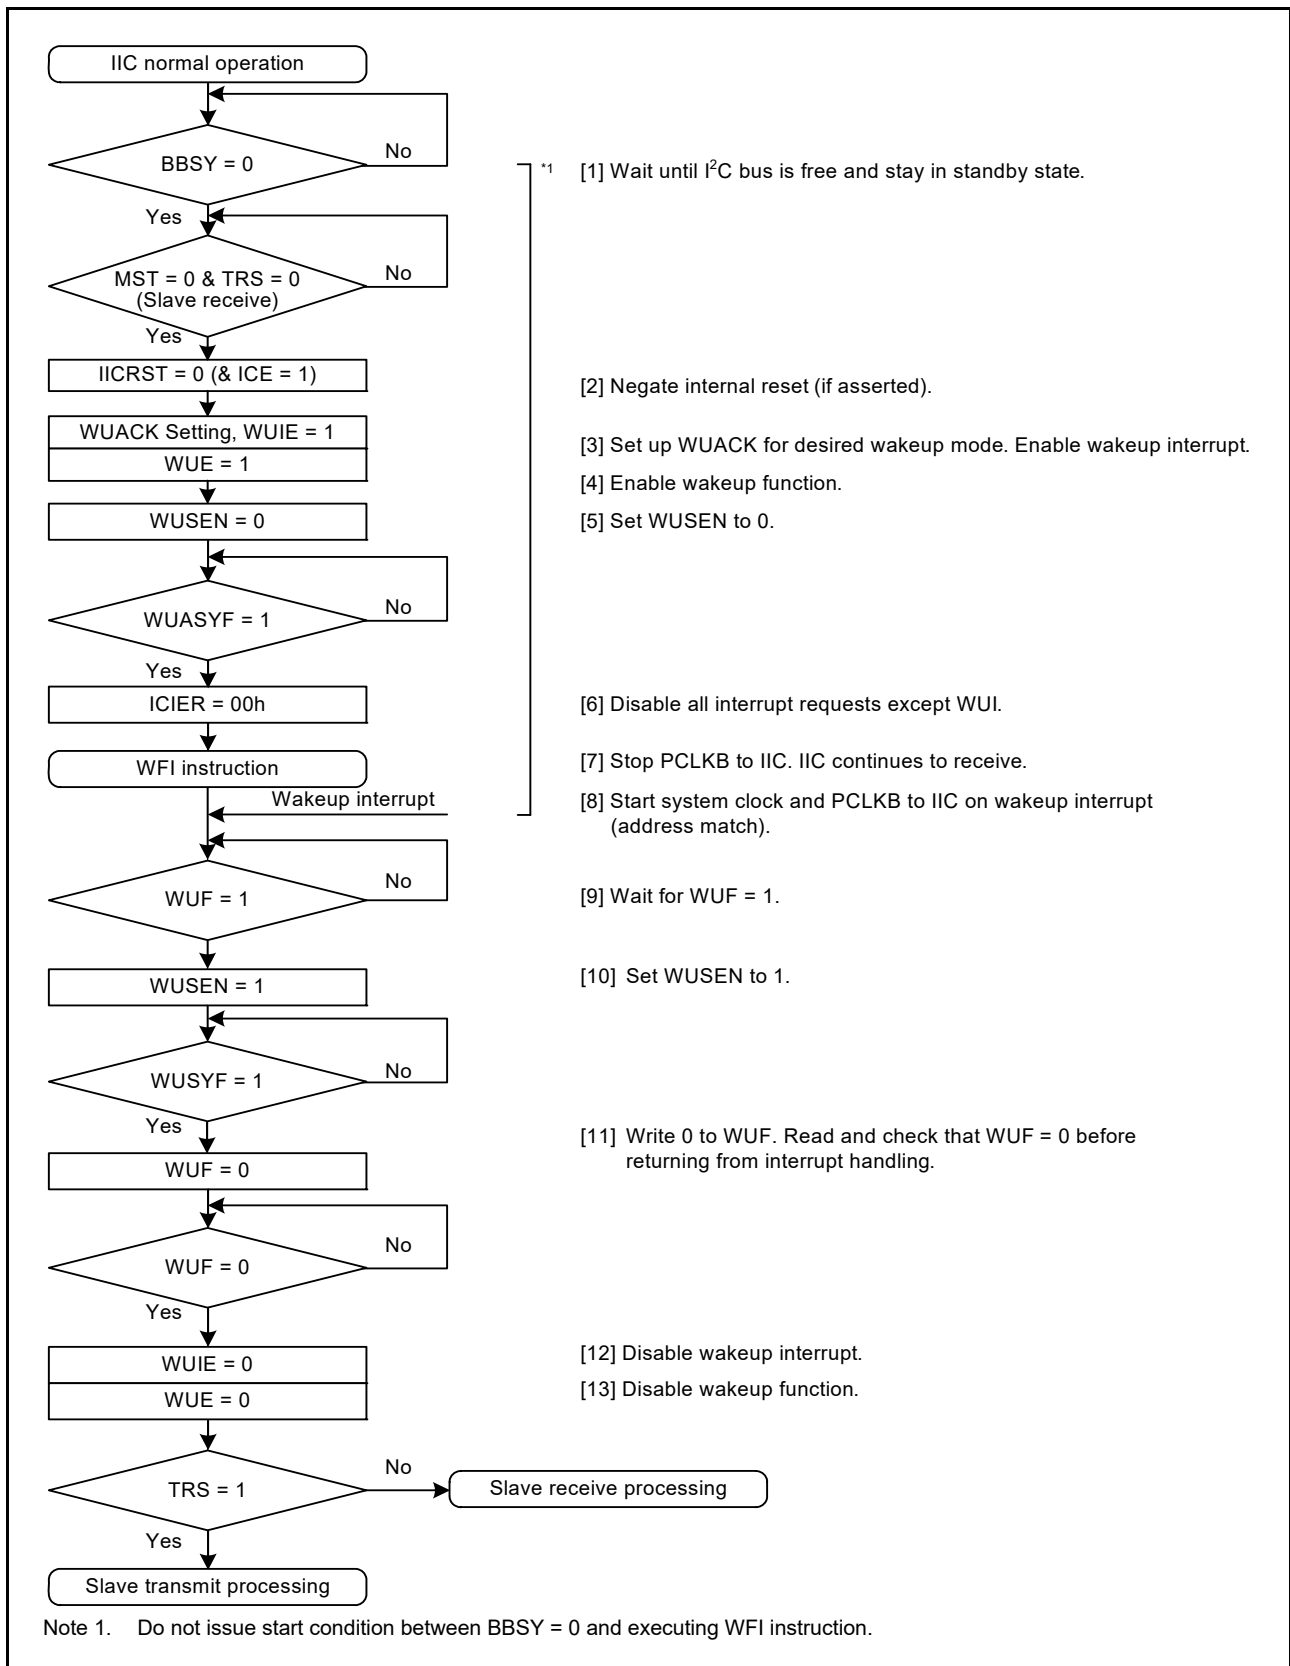 IIC normal operation
BBSY = 0
No
*1
[1] Wait until I²C bus is free and stay in standby state.
Yes
MST = 0 & TRS = 0
(Slave receive)
No
Yes
IICRST = 0 (& ICE = 1)
[2] Negate internal reset (if asserted).
WUACK Setting, WUIE = 1
[3] Set up WUACK for desired wakeup mode. Enable wakeup interrupt.
WUE = 1
[4] Enable wakeup function.
WUSEN = 0
[5] Set WUSEN to 0.
WUASYF = 1
No
Yes
ICIER = 00h
[6] Disable all interrupt requests except WUI.
WFI instruction
[7] Stop PCLKB to IIC. IIC continues to receive.
Wakeup interrupt
[8] Start system clock and PCLKB to IIC on wakeup interrupt
(address match).
WUF = 1
No
[9] Wait for WUF = 1.
WUSEN = 1
[10] Set WUSEN to 1.
WUSYF = 1
No
Yes
[11] Write 0 to WUF. Read and check that WUF = 0 before
returning from interrupt handling.
WUF = 0
WUF = 0
No
Yes
WUIE = 0
[12] Disable wakeup interrupt.
WUE = 0
[13] Disable wakeup function.
TRS = 1
No
Slave receive processing
Yes
Slave transmit processing
Note 1. Do not issue start condition between BBSY = 0 and executing WFI instruction.